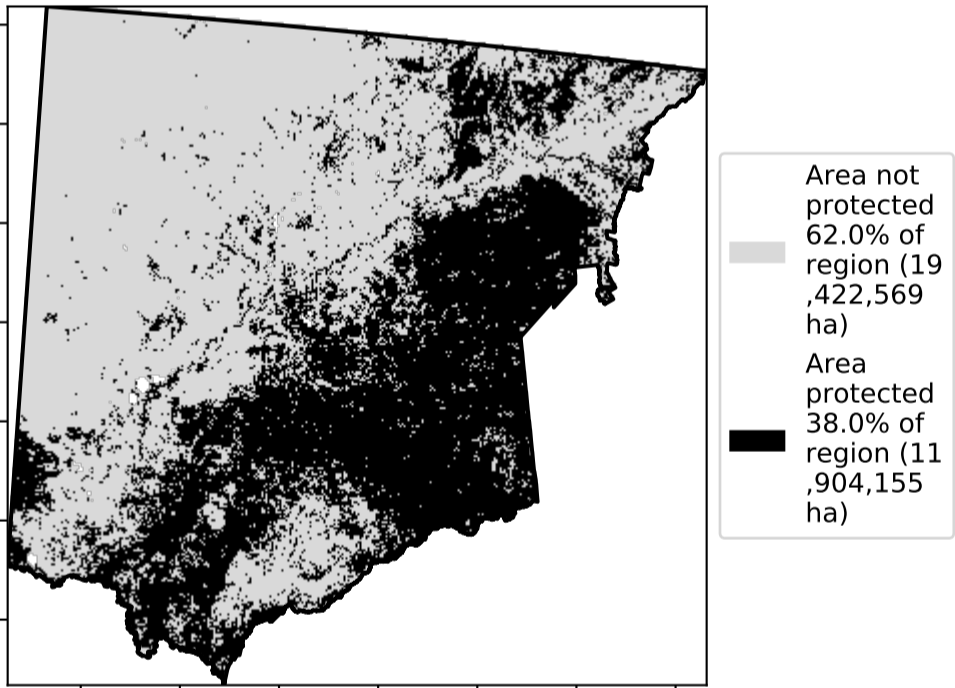 Area not
protected
62.0% of
region (19
,422,569
ha)
Area
protected
38.0% of
region (11
,904,155
ha)